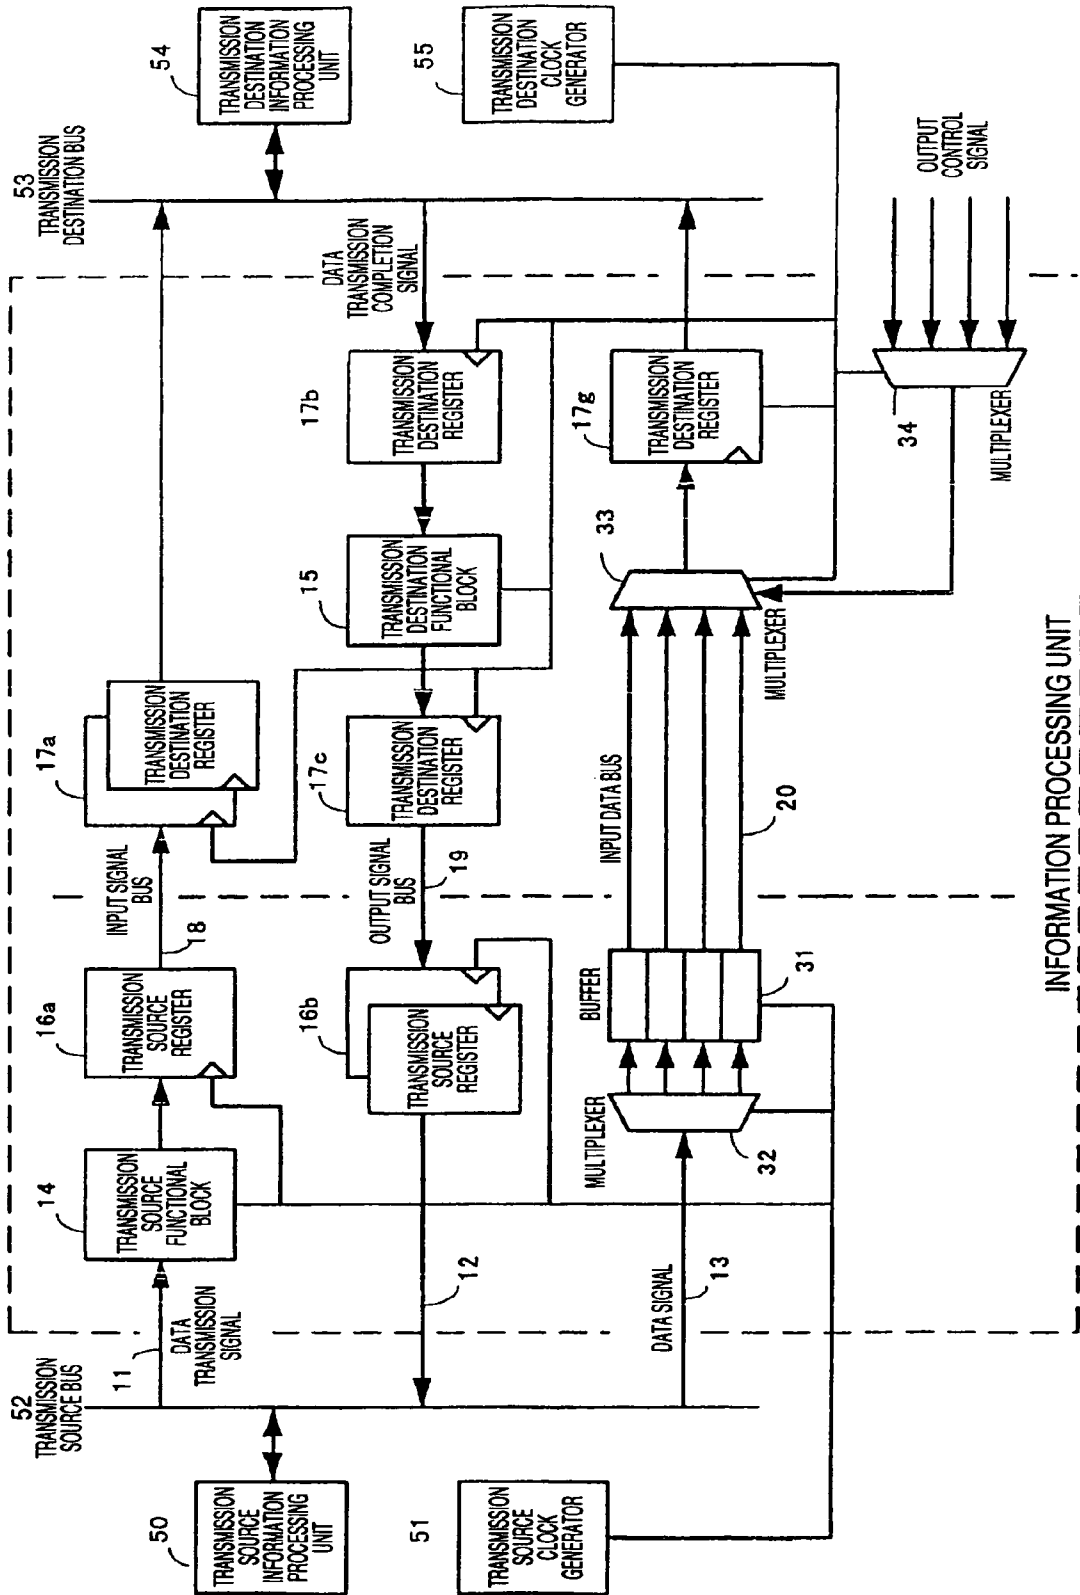 52
TRANSMISSION
SOURCE BUS
53
TRANSMISSION
DESTINATION BUS
50
TRANSMISSION
SOURCE
INFORMATION
PROCESSING
UNIT
11
DATA
TRANSMISSION
SIGNAL
14
TRANSMISSION
SOURCE
FUNCTIONAL
BLOCK
16a
TRANSMISSION
SOURCE
REGISTER
18
INPUT SIGNAL
BUS
17a
TRANSMISSION
DESTINATION
REGISTER
54
TRANSMISSION
DESTINATION
INFORMATION
PROCESSING
UNIT
51
TRANSMISSION
SOURCE
CLOCK
GENERATOR
12
16b
TRANSMISSION
SOURCE
REGISTER
OUTPUT SIGNAL
BUS
19
17c
TRANSMISSION
DESTINATION
REGISTER
15
TRANSMISSION
DESTINATION
FUNCTIONAL
BLOCK
17b
TRANSMISSION
DESTINATION
REGISTER
DATA
TRANSMISSION
COMPLETION
SIGNAL
55
TRANSMISSION
DESTINATION
CLOCK
GENERATOR
DATA SIGNAL
13
MULTIPLEXER
32
BUFFER
31
INPUT DATA BUS
20
MULTIPLEXER
33
17g
TRANSMISSION
DESTINATION
REGISTER
34
MULTIPLEXER
OUTPUT
CONTROL
SIGNAL
INFORMATION PROCESSING UNIT